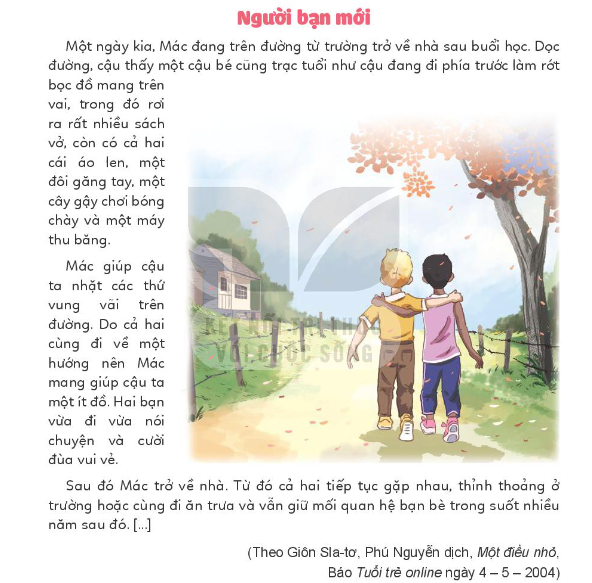 Người bạn mới
Một ngày kia, Mác đang trên đường từ trường trở về nhà sau buổi học. Dọc
đường, cậu thấy một cậu bé cũng trạc tuổi như cậu đang đi phía trước làm rớt
bọc đồ mang trên
vai, trong đó rơi
ra rất nhiều sách
vở, còn có cả hai
cái áo len, một
đôi găng tay, một
cây gậy chơi bóng
chày và một máy
thu băng.
Mác giúp cậu
ta nhặt các thứ
vung vãi trên
đường. Do cả hai
cùng đi về một
hướng nên Mác
mang giúp cậu ta
một ít đồ. Hai bạn
vừa đi vừa nói
chuyện và cười
đùa vui vẻ.
KẾT NỐI TRI THỨC
VỚI CUỘC SỐNG
Sau đó Mác trở về nhà. Từ đó cả hai tiếp tục gặp nhau, thỉnh thoảng ở
trường hoặc cùng đi ăn trưa và vẫn giữ mối quan hệ bạn bè trong suốt nhiều
năm sau đó. [...]
(Theo Giôn Sla-tơ, Phú Nguyễn dịch, Một điều nhỏ,
Báo Tuổi trẻ online ngày 4 – 5 – 2004)